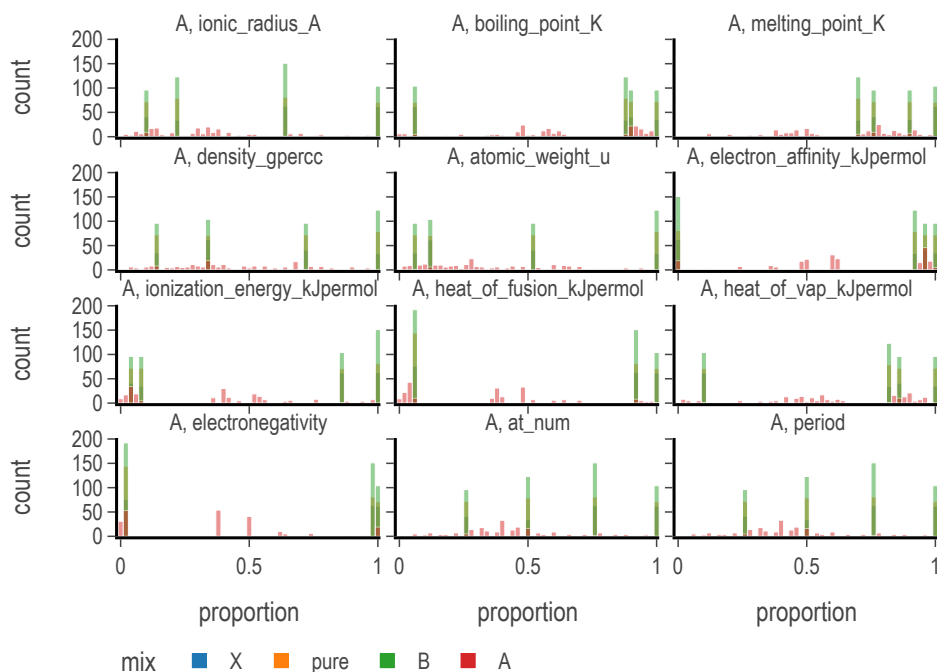 A, ionic_radius_A
A, boiling_point_K
A, melting_point_K
count
200
150
100
50
0
A, density_gpercc
A, atomic_weight_u
A, electron_affinity_kJpermol
count
200
150
100
50
0
A, ionization_energy_kJpermol
A, heat_of_fusion_kJpermol
A, heat_of_vap_kJpermol
count
200
150
100
50
0
A, electronegativity
A, at_num
A, period
count
200
150
100
50
0
0 0.5 1
0 0.5 1
0 0.5 1
proportion
proportion
proportion
mix X pure B A